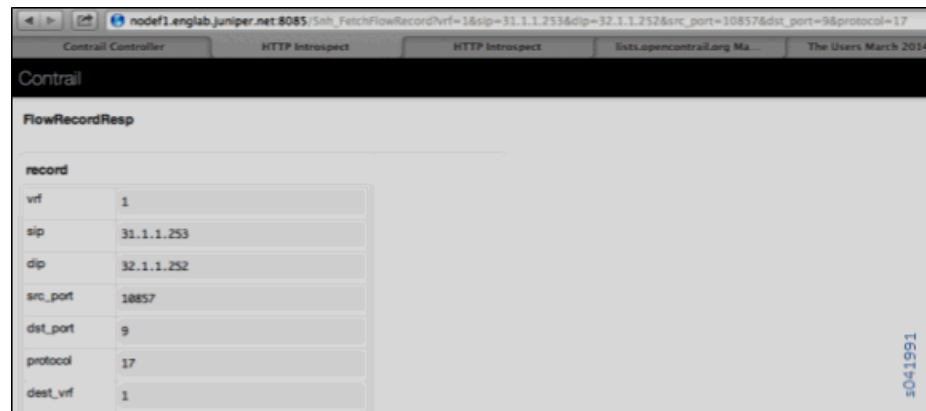 nodef1.englab.juniper.net:8085/Snh_FetchFlowRecord?vrf=1&sip=31.1.1.253&dip=32.1.1.252&src_port=10857&dst_port=9&protocol=17
Contrail Controller
HTTP Introspect
HTTP Introspect
lists.opencontrail.org Ma...
The Users March 2014
Contrail
FlowRecordResp
record
vrf 1
sip 31.1.1.253
dip 32.1.1.252
src_port 10857
dst_port 9
protocol 17
dest_vrf 1
s041991